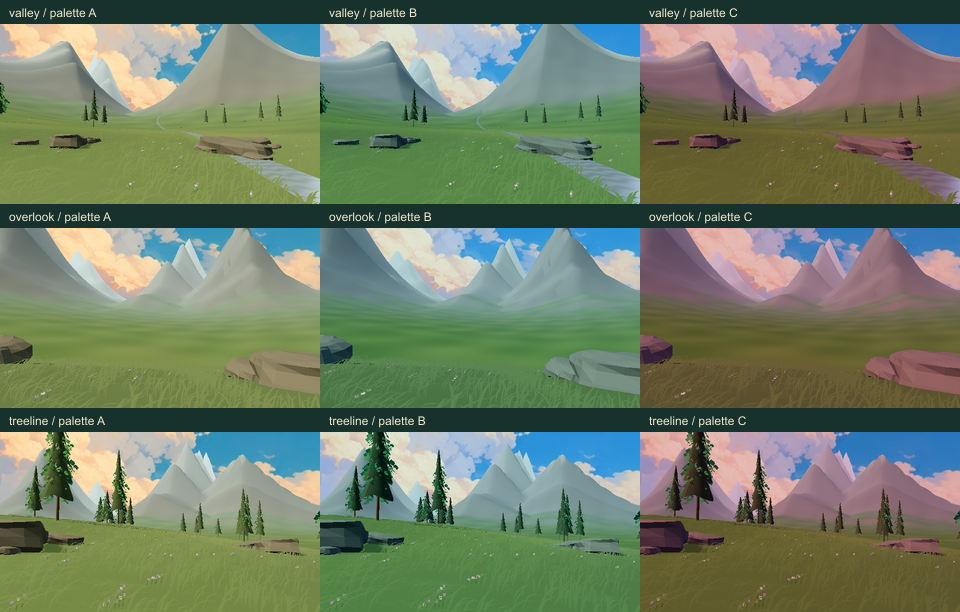 valley / palette A
valley / palette B
valley / palette C
overlook / palette A
overlook / palette B
overlook / palette C
treeline / palette A
treeline / palette B
treeline / palette C